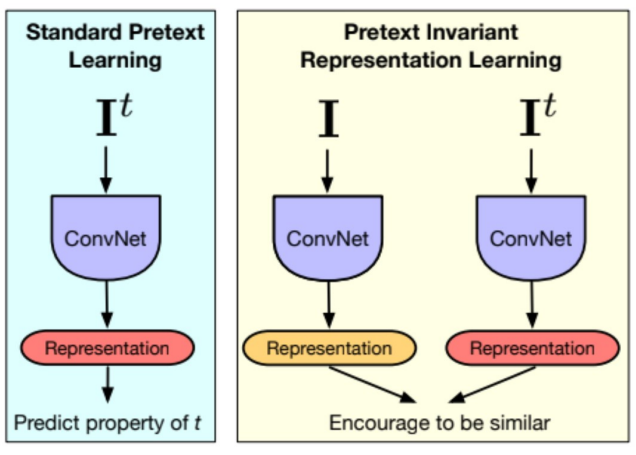 Standard Pretext
Learning
I^t
ConvNet
Representation
Predict property of t
Pretext Invariant
Representation Learning
I
I^t
ConvNet
ConvNet
Representation
Representation
Encourage to be similar